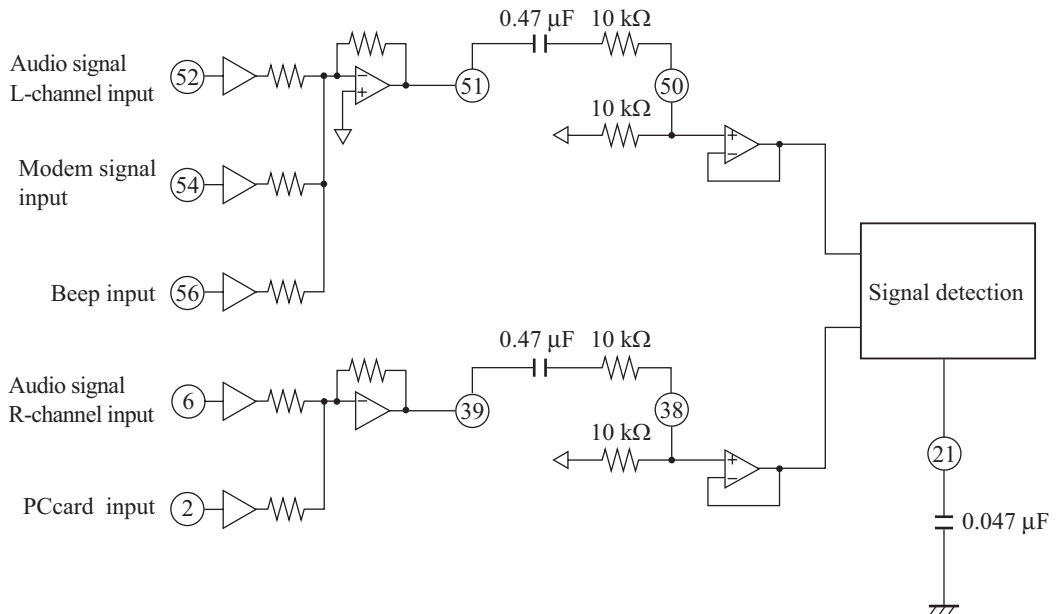 0.47 μF 10 kΩ
Audio signal
L-channel input
52
51
50
10 kΩ
Modem signal
input
54
Beep input
56
Signal detection
0.47 μF 10 kΩ
Audio signal
R-channel input
6
39
38
10 kΩ
PCcard input
2
21
0.047 μF